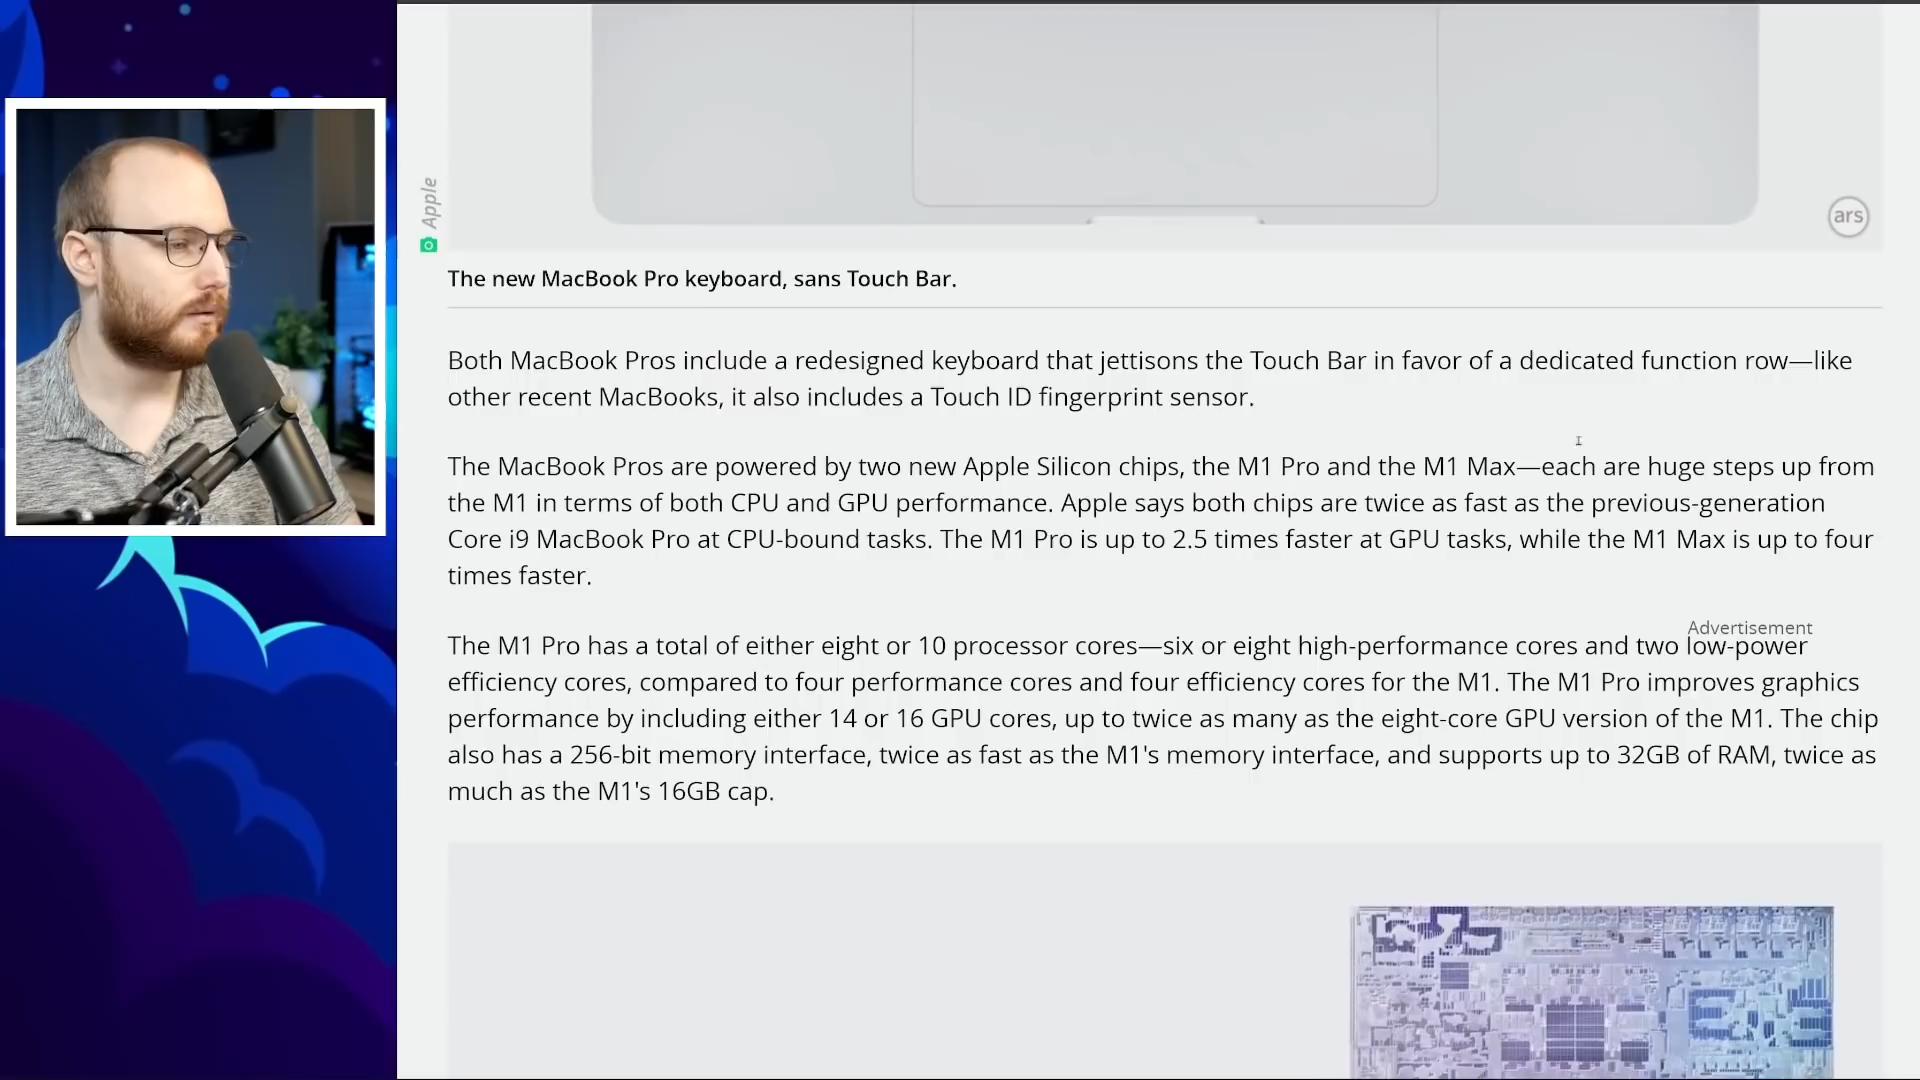 Apple
ars
The new MacBook Pro keyboard, sans Touch Bar.
Both MacBook Pros include a redesigned keyboard that jettisons the Touch Bar in favor of a dedicated function row—like
other recent MacBooks, it also includes a Touch ID fingerprint sensor.
The MacBook Pros are powered by two new Apple Silicon chips, the M1 Pro and the M1 Max—each are huge steps up from
the M1 in terms of both CPU and GPU performance. Apple says both chips are twice as fast as the previous-generation
Core i9 MacBook Pro at CPU-bound tasks. The M1 Pro is up to 2.5 times faster at GPU tasks, while the M1 Max is up to four
times faster.
Advertisement
The M1 Pro has a total of either eight or 10 processor cores—six or eight high-performance cores and two low-power
efficiency cores, compared to four performance cores and four efficiency cores for the M1. The M1 Pro improves graphics
performance by including either 14 or 16 GPU cores, up to twice as many as the eight-core GPU version of the M1. The chip
also has a 256-bit memory interface, twice as fast as the M1's memory interface, and supports up to 32GB of RAM, twice as
much as the M1's 16GB cap.